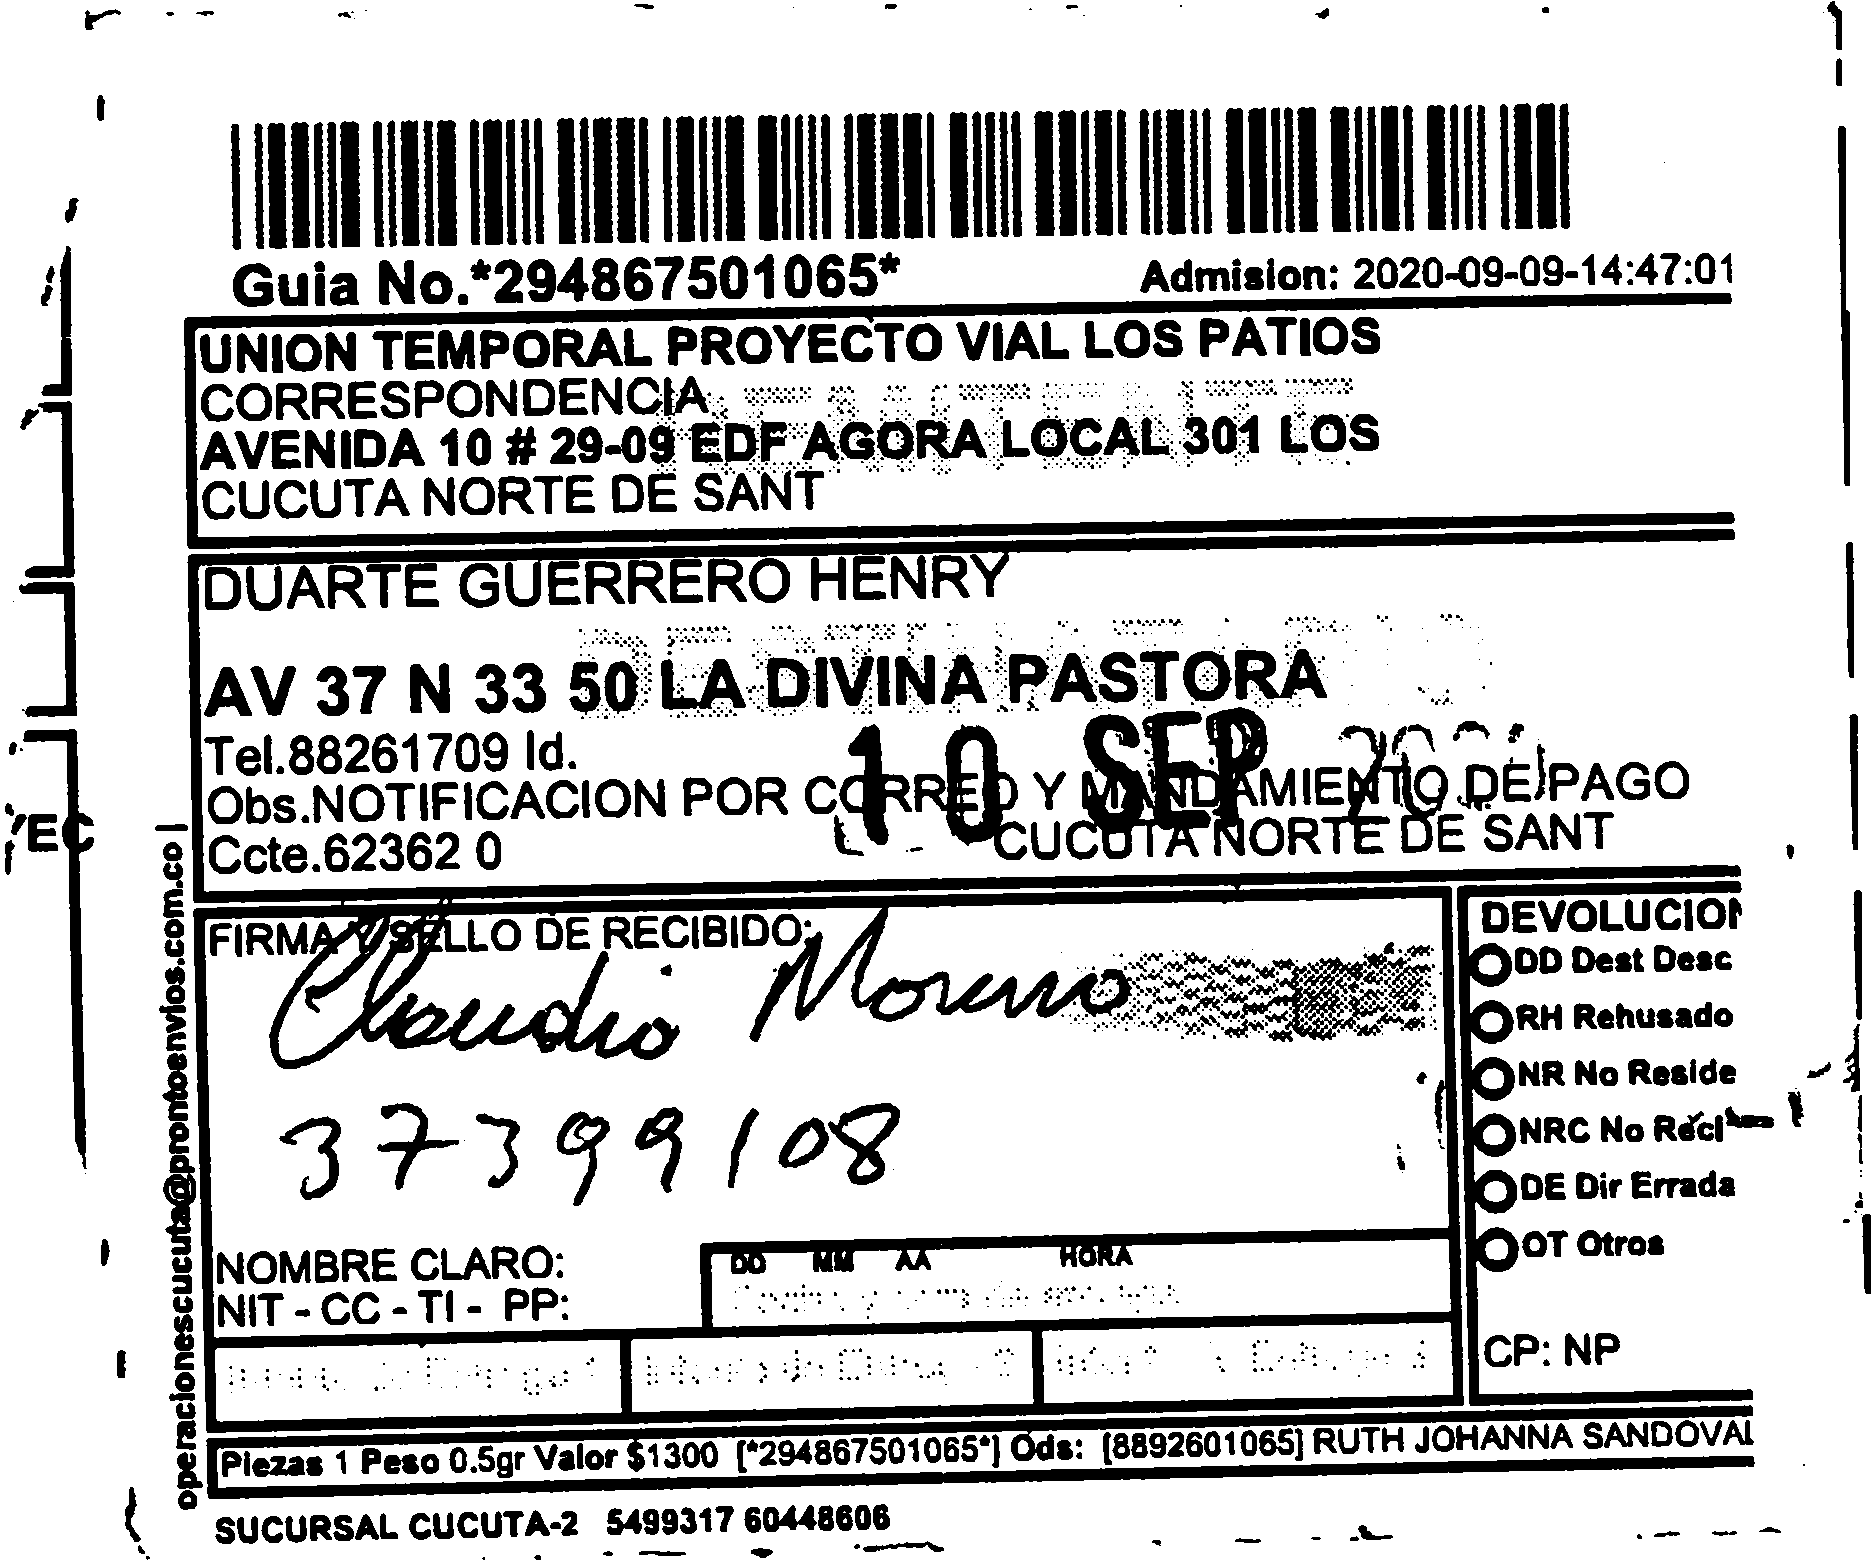 Guia No.*294867501065*
Admision: 2020-09-09-14:47:01
UNION TEMPORAL PROYECTO VIAL LOS PATIOS
CORRESPONDENCIA
REMITENTE
AVENIDA 10 # 29-09 EDF AGORA LOCAL 301 LOS
CUCUTA NORTE DE SANT
DUARTE GUERRERO HENRY
DESTINATARIO
AV 37 N 33 50 LA DIVINA PASTORA
10 SEP
Tel.88261709 Id.
Obs.NOTIFICACION POR CORREO Y MANDAMIENTO DE PAGO
Ccte.62362 0
CUCUTA NORTE DE SANT
operacionescucuta@prontoenvios.com.co |
FIRMA Y SELLO DE RECIBIDO:
Claudia Moreno
37399108
NOMBRE CLARO:
NIT - CC - TI - PP:
DD MM AA HORA
DEVOLUCION
DD Dest Desc
RH Rehusado
NR No Reside
NRC No Recl
DE Dir Errada
OT Otros
CP: NP
Piezas 1 Peso 0.5gr Valor $1300 [*294867501065*] Ods: [8892601065] RUTH JOHANNA SANDOVAL
SUCURSAL CUCUTA-2 5499317 60448606